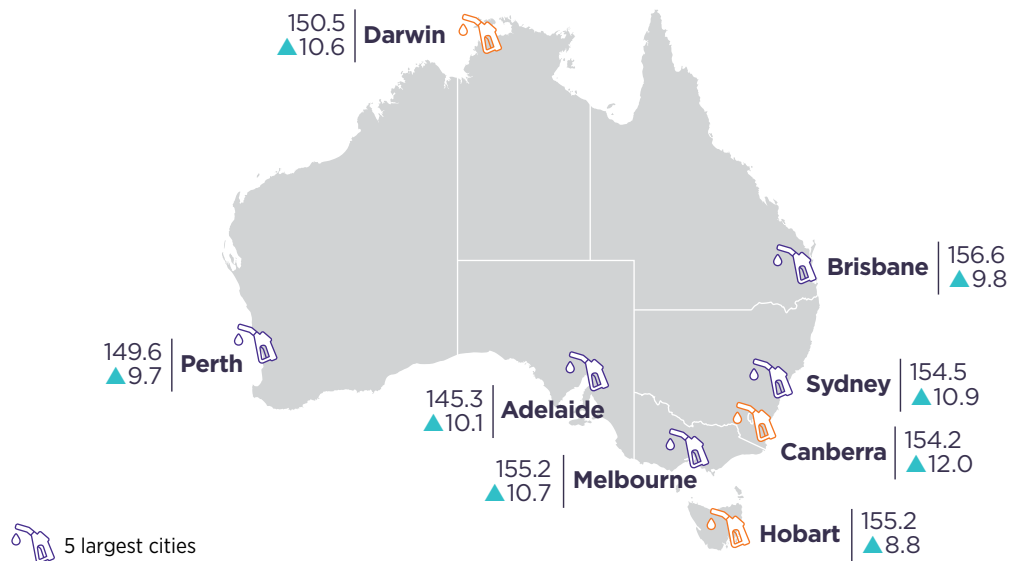 150.5
▲10.6
Darwin
156.6
▲9.8
Brisbane
149.6
▲9.7
Perth
154.5
▲10.9
Sydney
145.3
▲10.1
Adelaide
154.2
▲12.0
Canberra
155.2
▲10.7
Melbourne
155.2
▲8.8
Hobart
5 largest cities